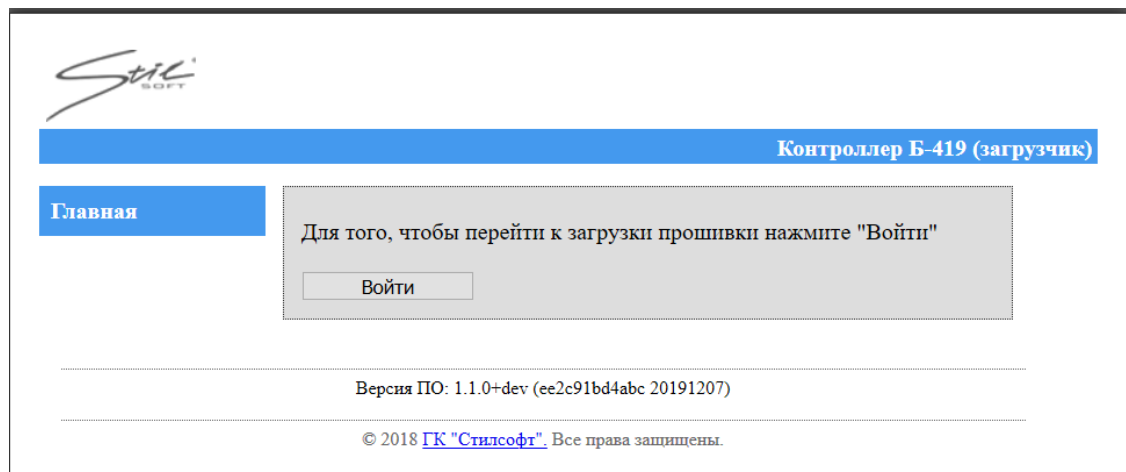 Stil
SOFT
Контроллер Б-419 (загрузчик)
Главная
Для того, чтобы перейти к загрузки прошивки нажмите "Войти"
Войти
Версия ПО: 1.1.0+dev (ee2c91bd4abc 20191207)
© 2018 ГК "Стилсофт". Все права защищены.